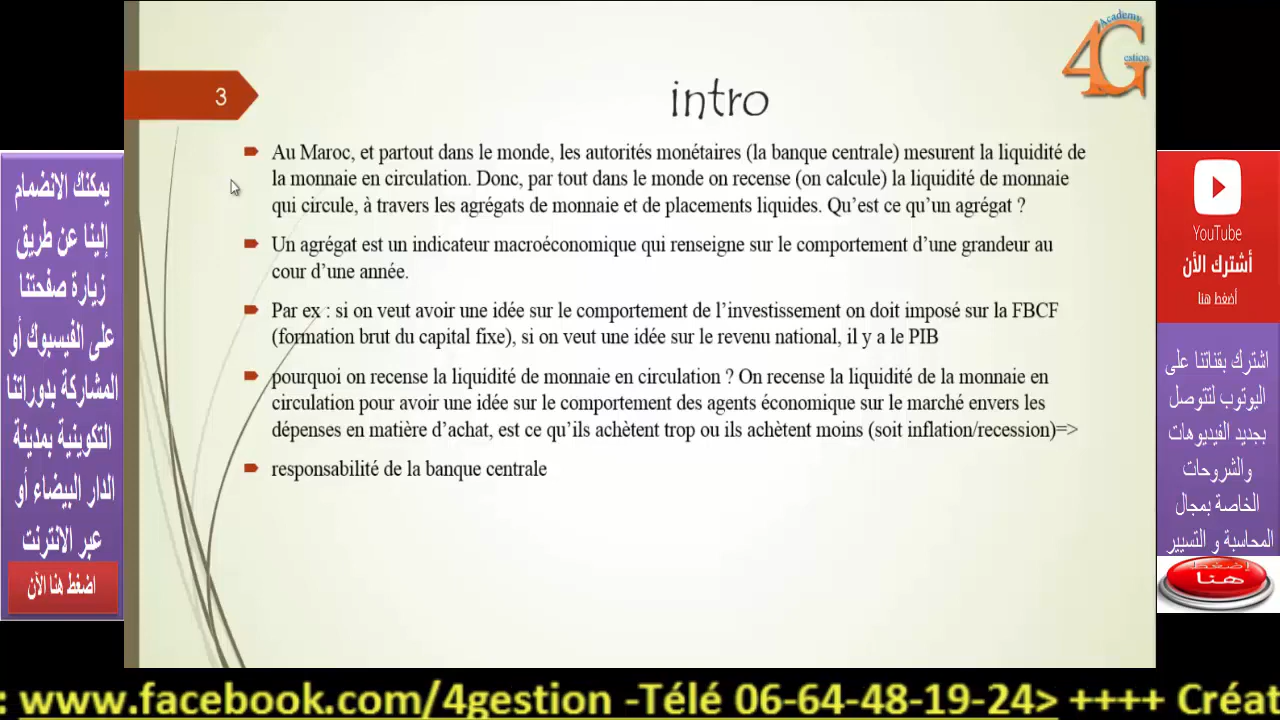 Academy
4G
estion
3
intro
Au Maroc, et partout dans le monde, les autorités monétaires (la banque centrale) mesurent la liquidité de
la monnaie en circulation. Donc, par tout dans le monde on recense (on calcule) la liquidité de monnaie
qui circule, à travers les agrégats de monnaie et de placements liquides. Qu’est ce qu’un agrégat ?
Un agrégat est un indicateur macroéconomique qui renseigne sur le comportement d’une grandeur au
cour d’une année.
Par ex : si on veut avoir une idée sur le comportement de l’investissement on doit imposé sur la FBCF
(formation brut du capital fixe), si on veut une idée sur le revenu national, il y a le PIB
pourquoi on recense la liquidité de monnaie en circulation ? On recense la liquidité de la monnaie en
circulation pour avoir une idée sur le comportement des agents économique sur le marché envers les
dépenses en matière d’achat, est ce qu’ils achètent trop ou ils achètent moins (soit inflation/recession)=>
responsabilité de la banque centrale
يمكنك الانضمام
إلينا عن طريق
زيارة صفحتنا
على الفيسبوك أو
المشاركة بدوراتنا
التكوينية بمدينة
الدار البيضاء أو
عبر الانترنت
اضغط هنا الآن
YouTube
أشترك الأن
أضغط هنا
اشترك بقناتنا على
اليوتوب لتتوصل
بجديد الفيديوهات
والشروحات
الخاصة بمجال
المحاسبة و التسيير
إضغط
هنا
: www.facebook.com/4gestion -Télé 06-64-48-19-24> ++++ Créat